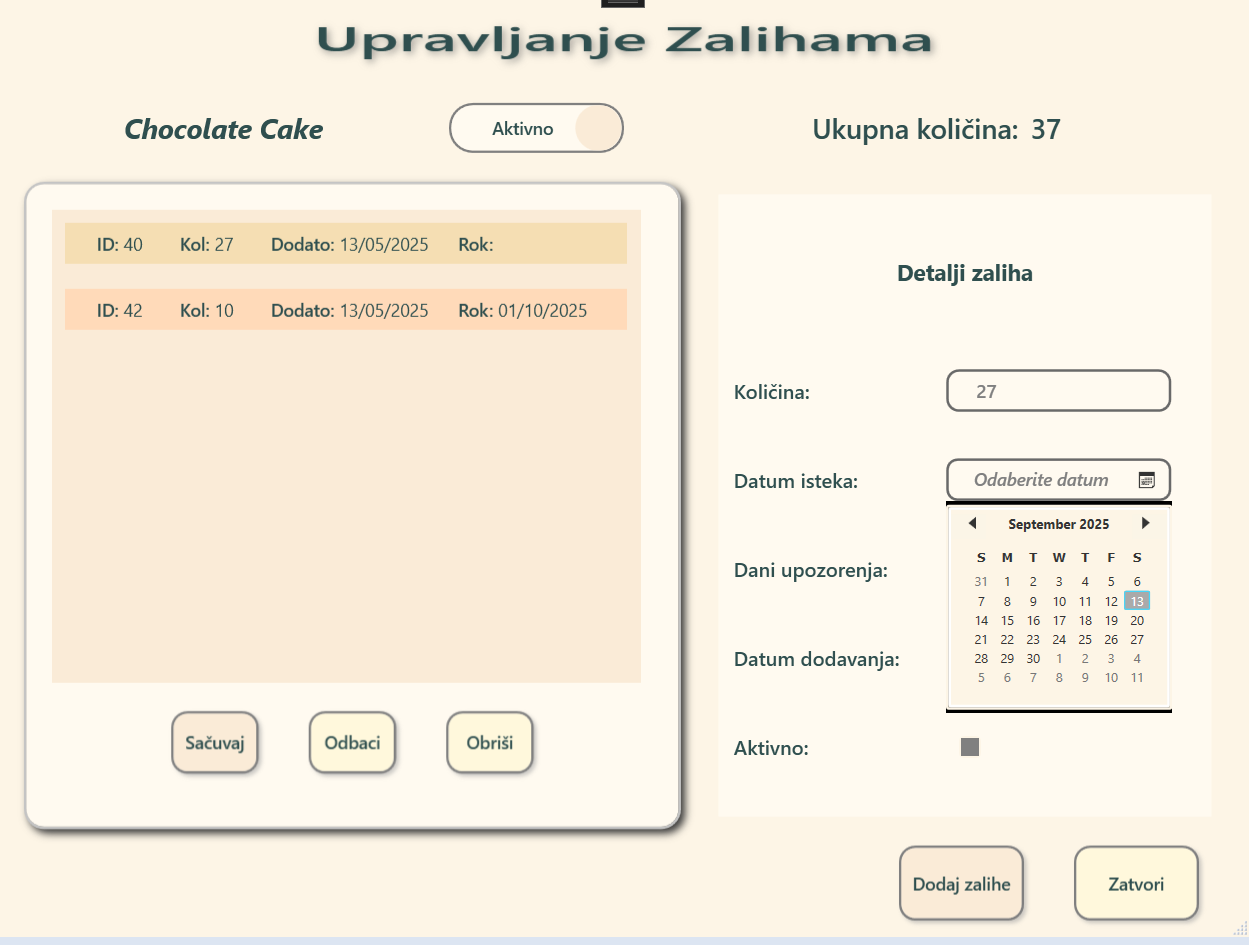 Upravljanje Zalihama
Chocolate Cake
Aktivno
Ukupna količina: 37
ID: 40 Kol: 27 Dodato: 13/05/2025 Rok:
ID: 42 Kol: 10 Dodato: 13/05/2025 Rok: 01/10/2025
Sačuvaj
Odbaci
Obriši
Detalji zaliha
Količina: 27
Datum isteka: Odaberite datum
September 2025
S M T W T F S
31 1 2 3 4 5 6
7 8 9 10 11 12 13
14 15 16 17 18 19 20
21 22 23 24 25 26 27
28 29 30 1 2 3 4
5 6 7 8 9 10 11
Dani upozorenja:
Datum dodavanja:
Aktivno:
Dodaj zalihe
Zatvori